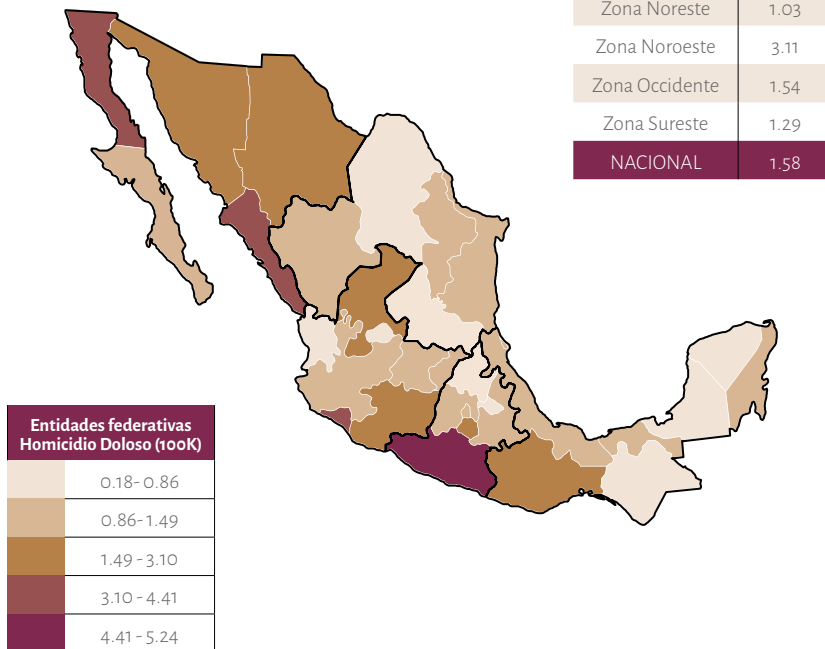 Zona Noreste 1.03
Zona Noroeste 3.11
Zona Occidente 1.54
Zona Sureste 1.29
NACIONAL 1.58
Entidades federativas
Homicidio Doloso (100K)
0.18- 0.86
0.86- 1.49
1.49 - 3.10
3.10 - 4.41
4.41 - 5.24